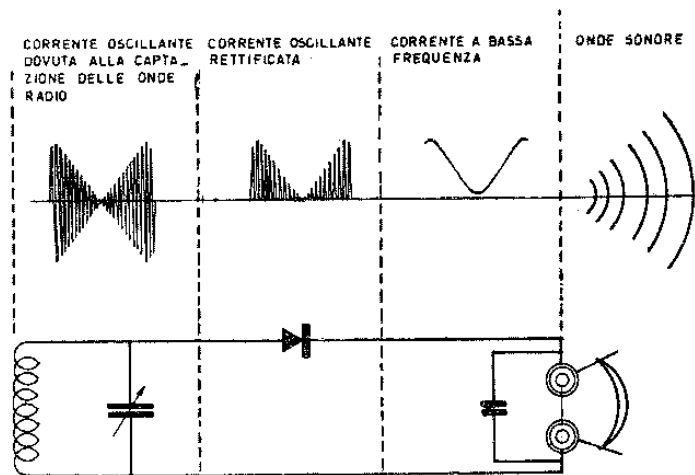 CORRENTE OSCILLANTE
DOVUTA ALLA CAPTA_
ZIONE DELLE ONDE
RADIO
CORRENTE OSCILLANTE
RETTIFICATA
CORRENTE A BASSA
FREQUENZA
ONDE SONORE